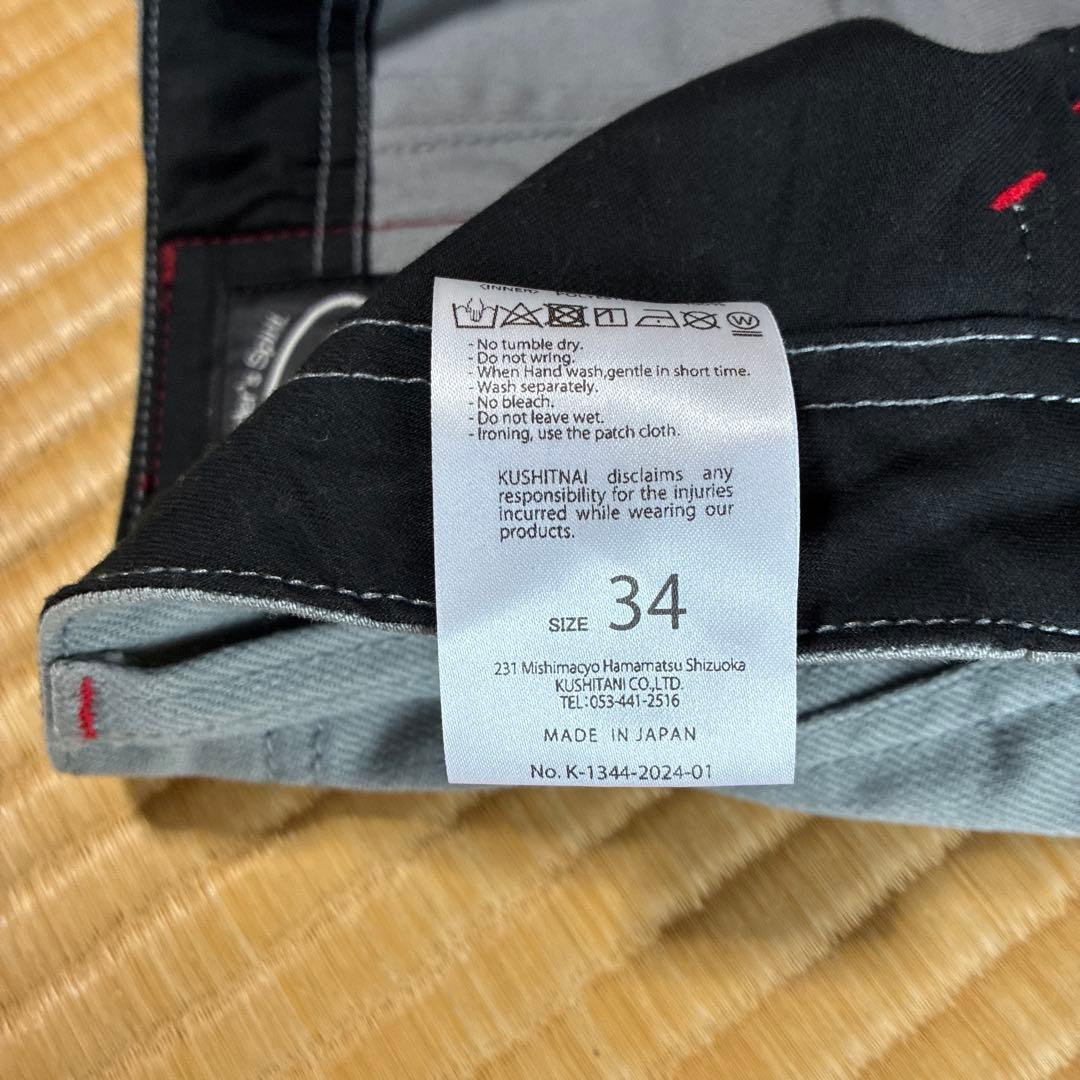 <INNER>
- No tumble dry.
- Do not wring.
- When Hand wash,gentle in short time.
- Wash separately.
- No bleach.
- Do not leave wet.
- Ironing, use the patch cloth.
KUSHITNAI disclaims any
responsibility for the injuries
incurred while wearing our
products.
SIZE 34
231 Mishimacyo Hamamatsu Shizuoka
KUSHITANI CO.,LTD.
TEL:053-441-2516
MADE IN JAPAN
No. K-1344-2024-01
W
Spirit